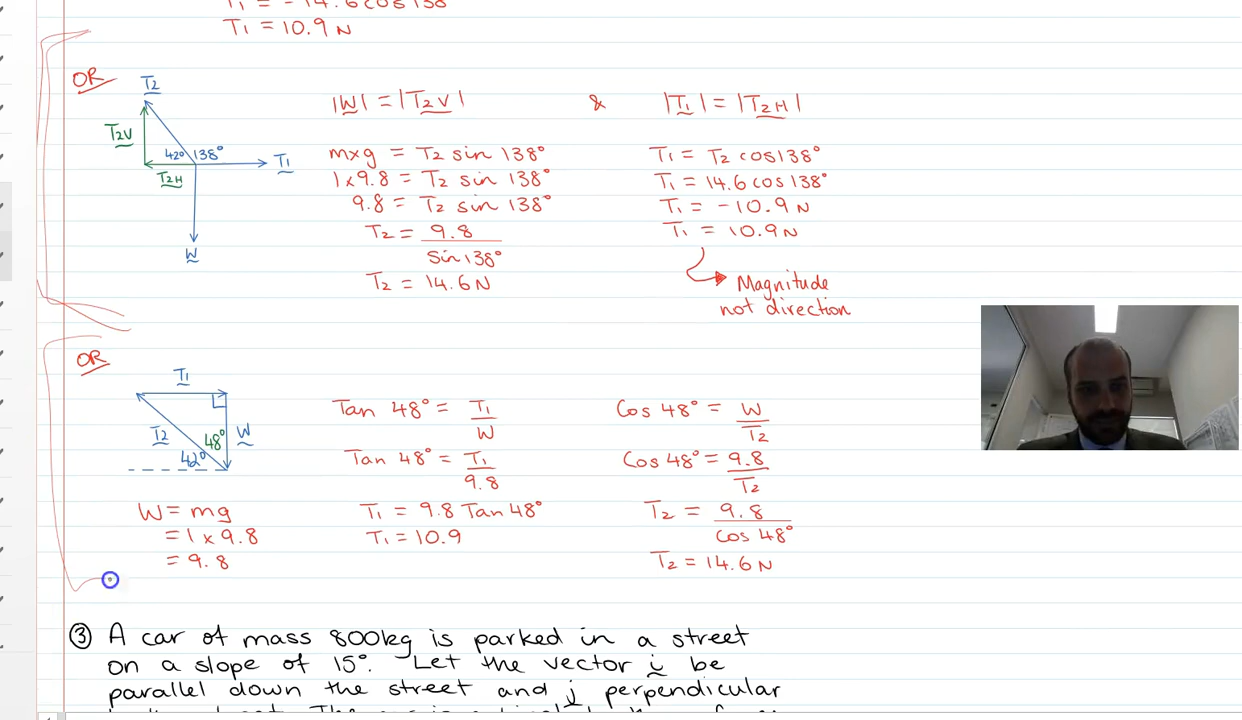 T₁ = -14.6 cos 138°
T₁ = 10.9 N
OR
T2
T2V
42° 138°
T1
T2H
W
|W| = |T2V| & |T1| = |T2H|
m×g = T₂ sin 138°
1×9.8 = T₂ sin 138°
9.8 = T₂ sin 138°
T₂ = 9.8
sin 138°
T₂ = 14.6 N
T₁ = T₂ cos 138°
T₁ = 14.6 cos 138°
T₁ = -10.9 N
T₁ = 10.9 N
Magnitude
not direction
OR
T1
T2
48°
W
42°
W = mg
= 1 × 9.8
= 9.8
Tan 48° = T₁
W
Tan 48° = T₁
9.8
T₁ = 9.8 Tan 48°
T₁ = 10.9
Cos 48° = W
T₂
Cos 48° = 9.8
T₂
T₂ = 9.8
cos 48°
T₂ = 14.6 N
③ A car of mass 800kg is parked in a street
on a slope of 15°. Let the vector i be
parallel down the street and j perpendicular